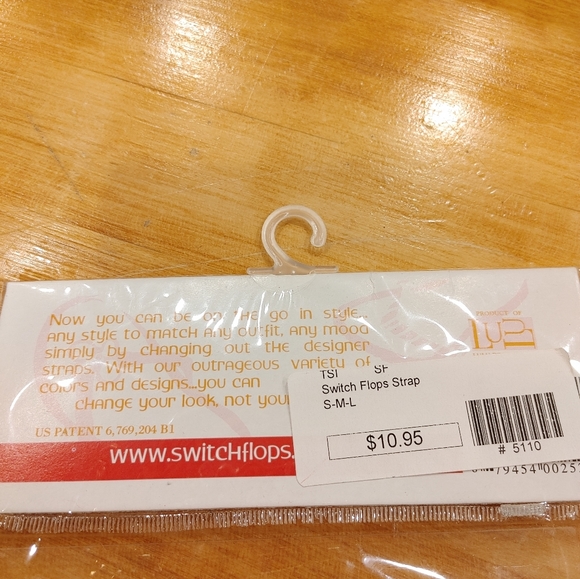 Now you can be on the go in style..
any style to match any outfit, any mood
simply by changing out the designer
straps. With our outrageous variety of
colors and designs...you can
change your look, not your
US PATENT 6,769,204 B1
www.switchflops.
PRODUCT OF
TSI SF
Switch Flops Strap
S-M-L
$10.95
# 5110
79454 0025